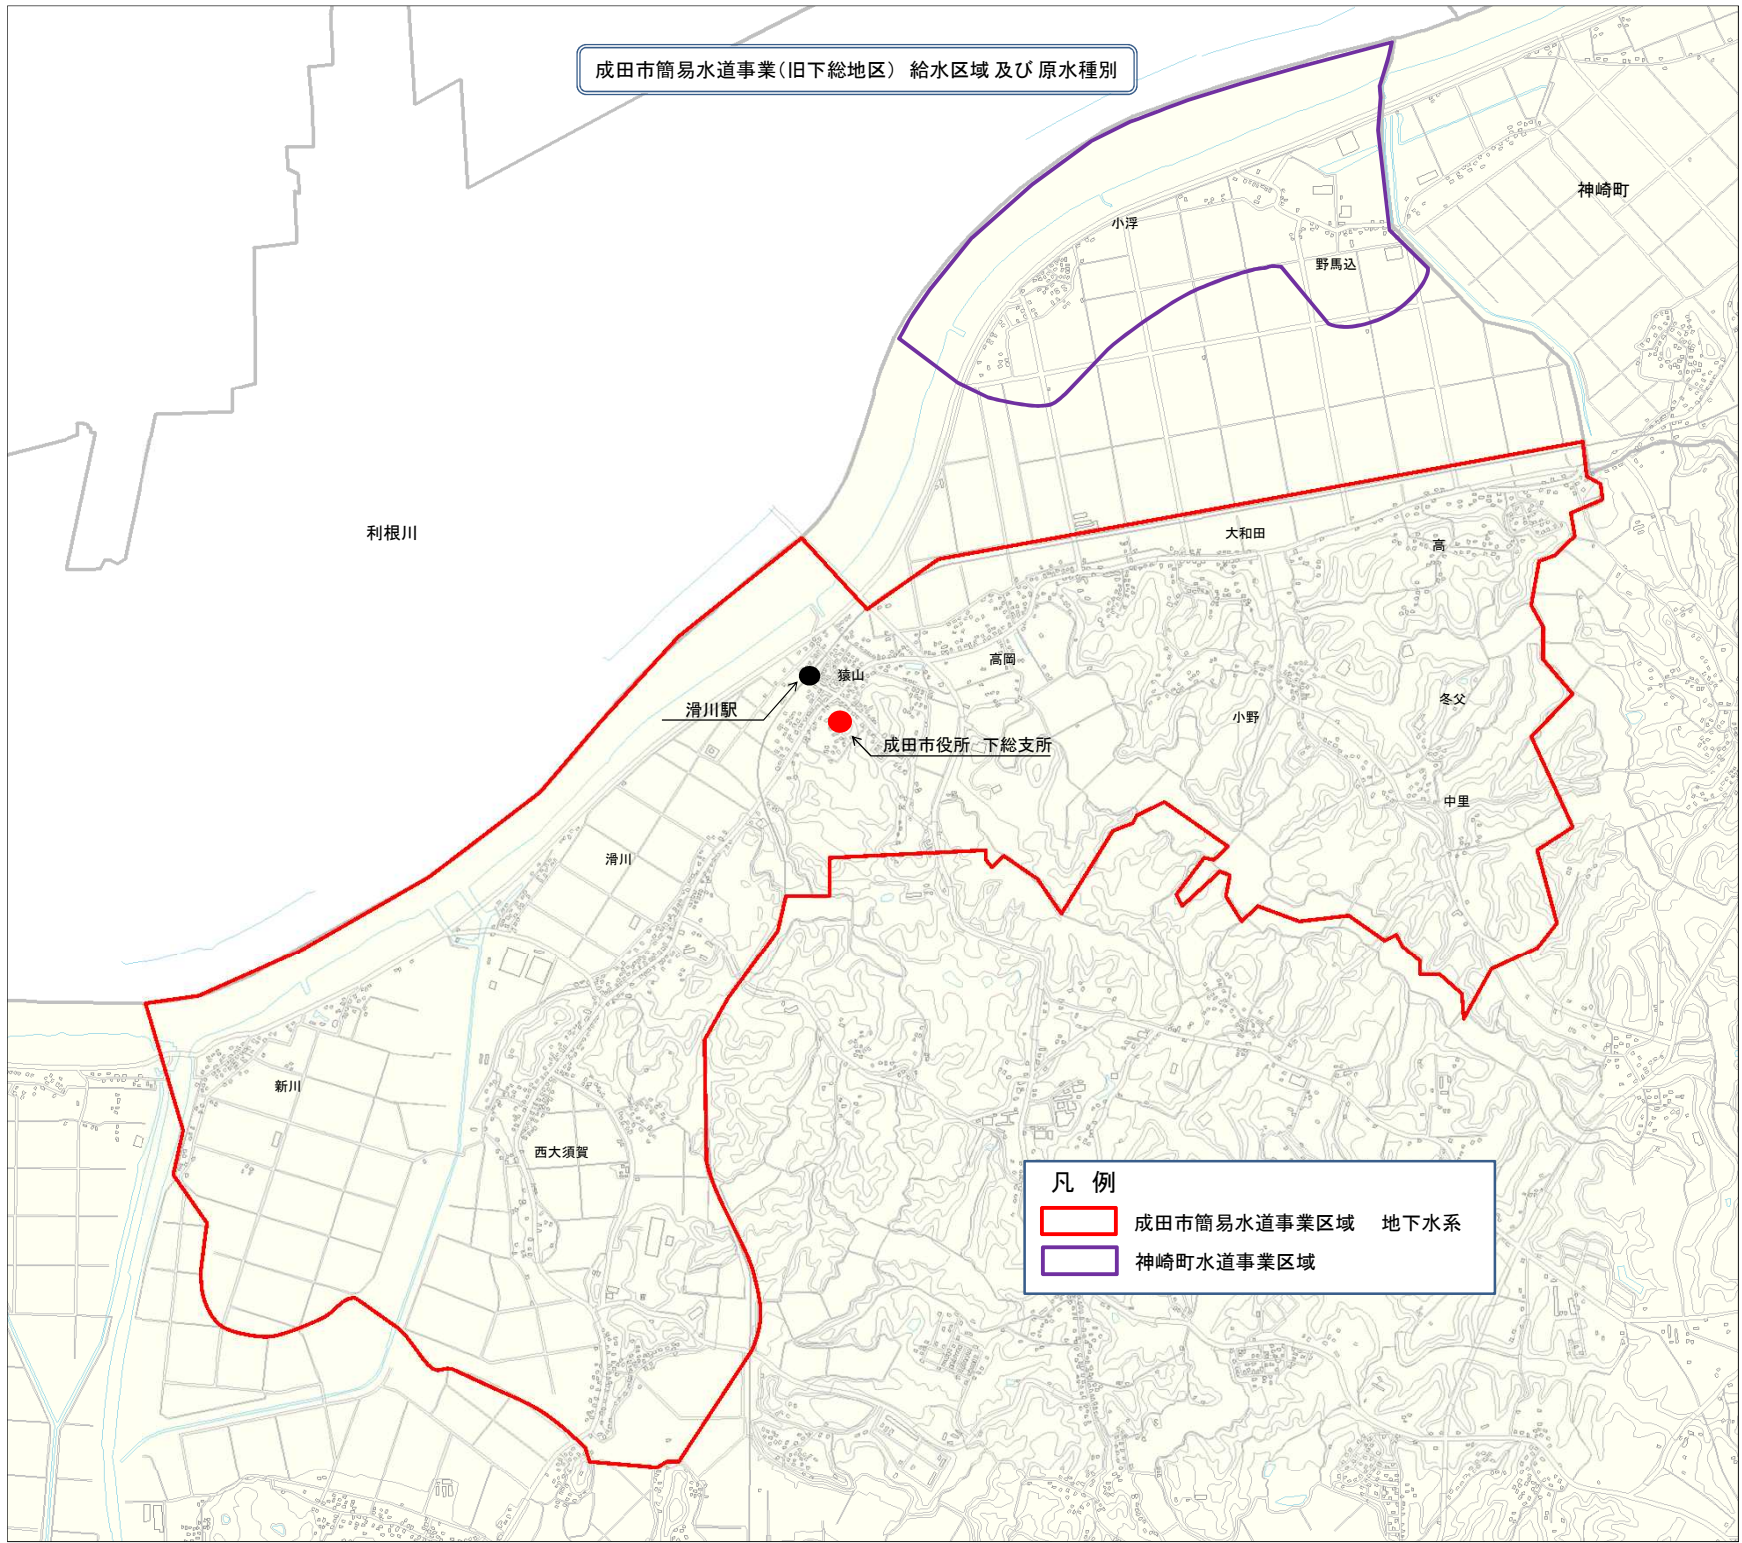 成田市簡易水道事業(旧下総地区) 給水区域 及び 原水種別
神崎町
小浮
野馬込
利根川
大和田
高
高岡
猿山
冬父
滑川駅
小野
成田市役所 下総支所
中里
滑川
新川
西大須賀
凡 例
成田市簡易水道事業区域 地下水系
神崎町水道事業区域